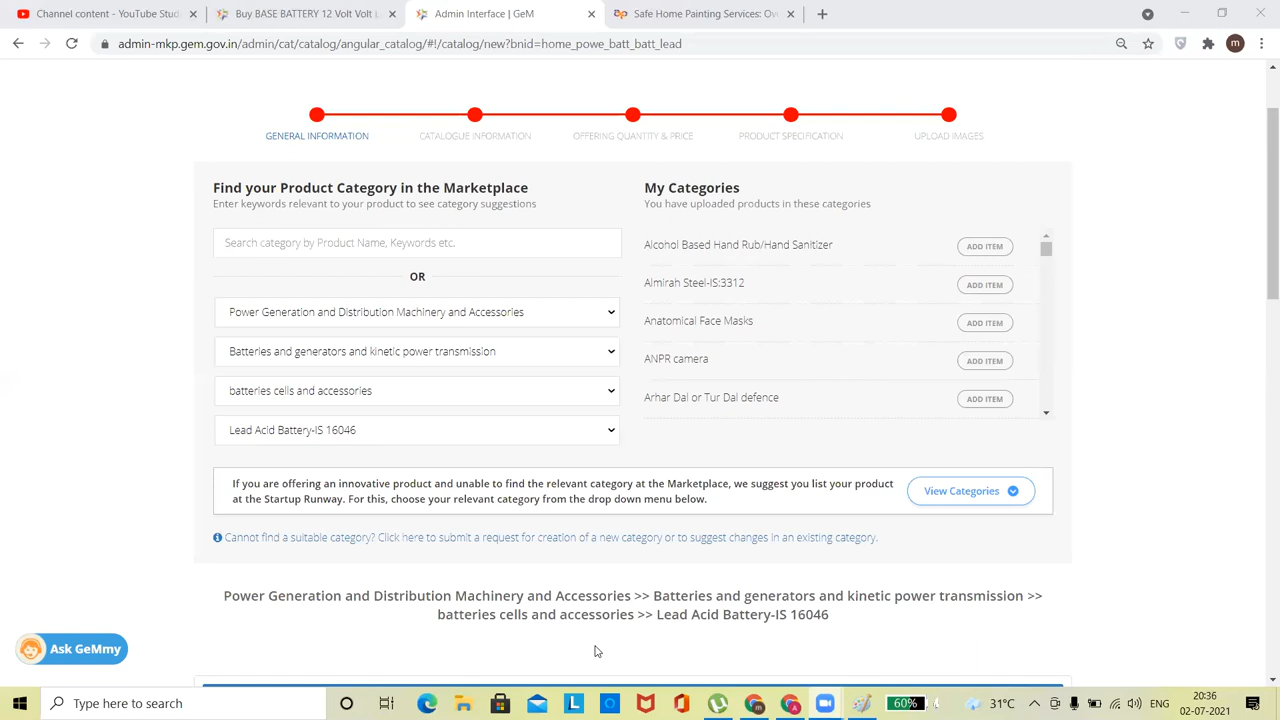 Channel content - YouTube Stud
Buy BASE BATTERY 12 Volt Volt |
Admin Interface | GeM
Safe Home Painting Services: Ov
admin-mkp.gem.gov.in/admin/cat/catalog/angular_catalog/#!/catalog/new?bnid=home_powe_batt_batt_lead
m
GENERAL INFORMATION
CATALOGUE INFORMATION
OFFERING QUANTITY & PRICE
PRODUCT SPECIFICATION
UPLOAD IMAGES
Find your Product Category in the Marketplace
Enter keywords relevant to your product to see category suggestions
Search category by Product Name, Keywords etc.
OR
Power Generation and Distribution Machinery and Accessories
Batteries and generators and kinetic power transmission
batteries cells and accessories
Lead Acid Battery-IS 16046
My Categories
You have uploaded products in these categories
Alcohol Based Hand Rub/Hand Sanitizer ADD ITEM
Almirah Steel-IS:3312 ADD ITEM
Anatomical Face Masks ADD ITEM
ANPR camera ADD ITEM
Arhar Dal or Tur Dal defence ADD ITEM
If you are offering an innovative product and unable to find the relevant category at the Marketplace, we suggest you list your product
at the Startup Runway. For this, choose your relevant category from the drop down menu below.
View Categories
Cannot find a suitable category? Click here to submit a request for creation of a new category or to suggest changes in an existing category.
Power Generation and Distribution Machinery and Accessories >> Batteries and generators and kinetic power transmission >>
batteries cells and accessories >> Lead Acid Battery-IS 16046
Ask GeMmy
Type here to search
L
60%
31°C
ENG
20:36
02-07-2021